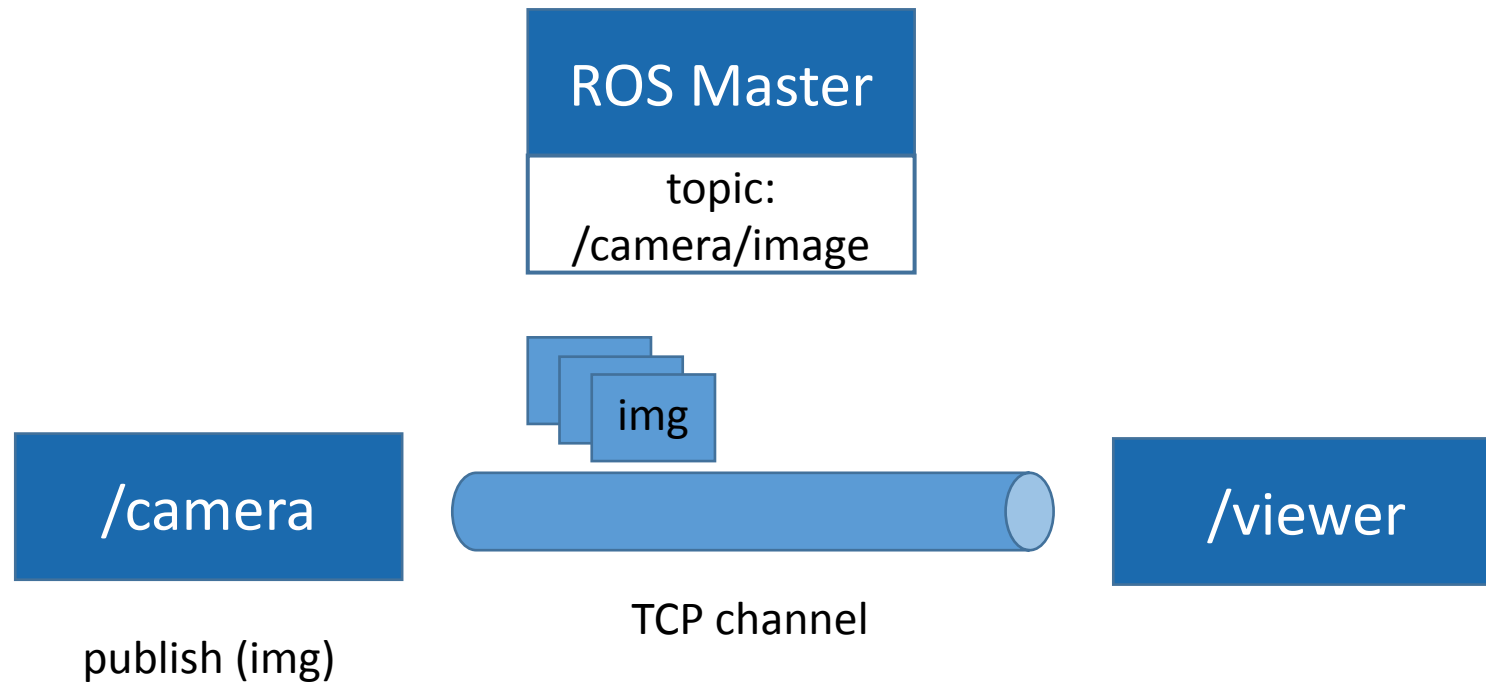 ROS Master
topic:
/camera/image
img
/camera
/viewer
TCP channel
publish (img)